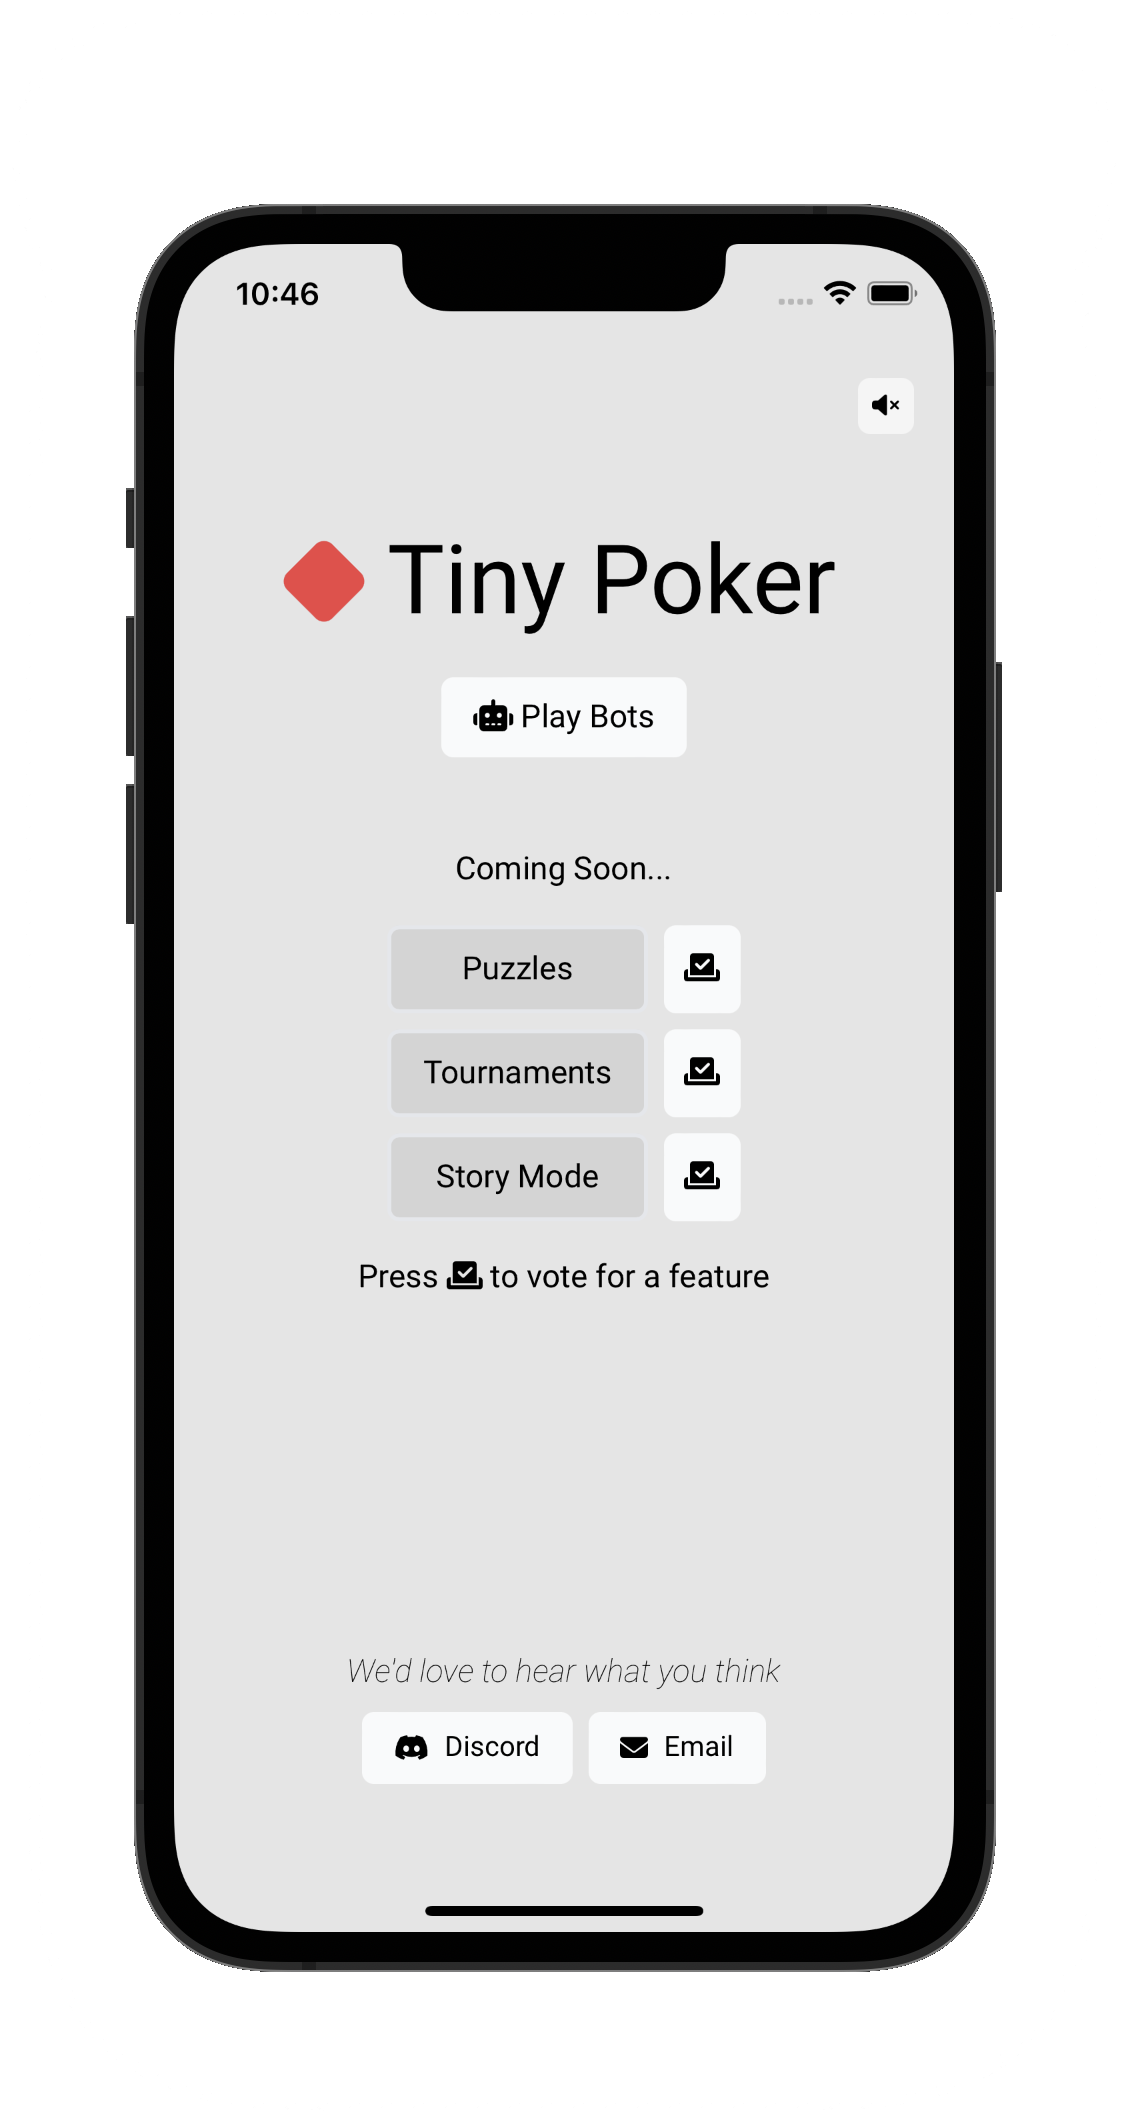 10:46
Tiny Poker
Play Bots
Coming Soon...
Puzzles
Tournaments
Story Mode
Press to vote for a feature
We'd love to hear what you think
Discord Email